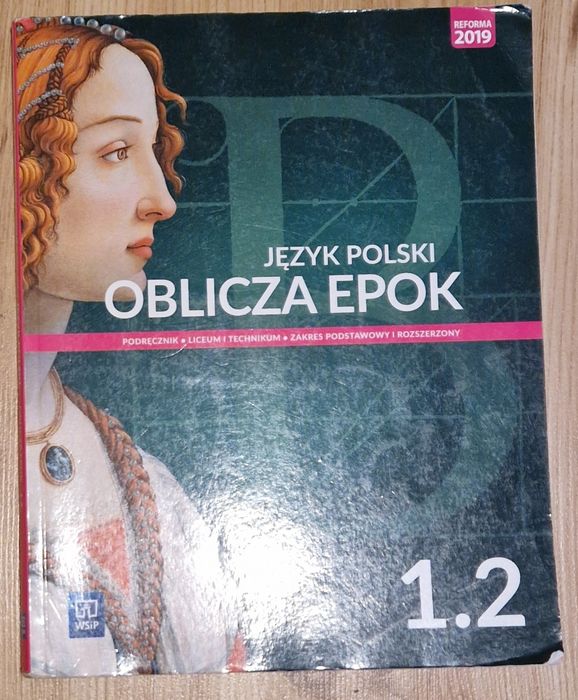 REFORMA
2019
JĘZYK POLSKI
OBLICZA EPOK
PODRĘCZNIK • LICEUM I TECHNIKUM • ZAKRES PODSTAWOWY I ROZSZERZONY
1.2
WSiP